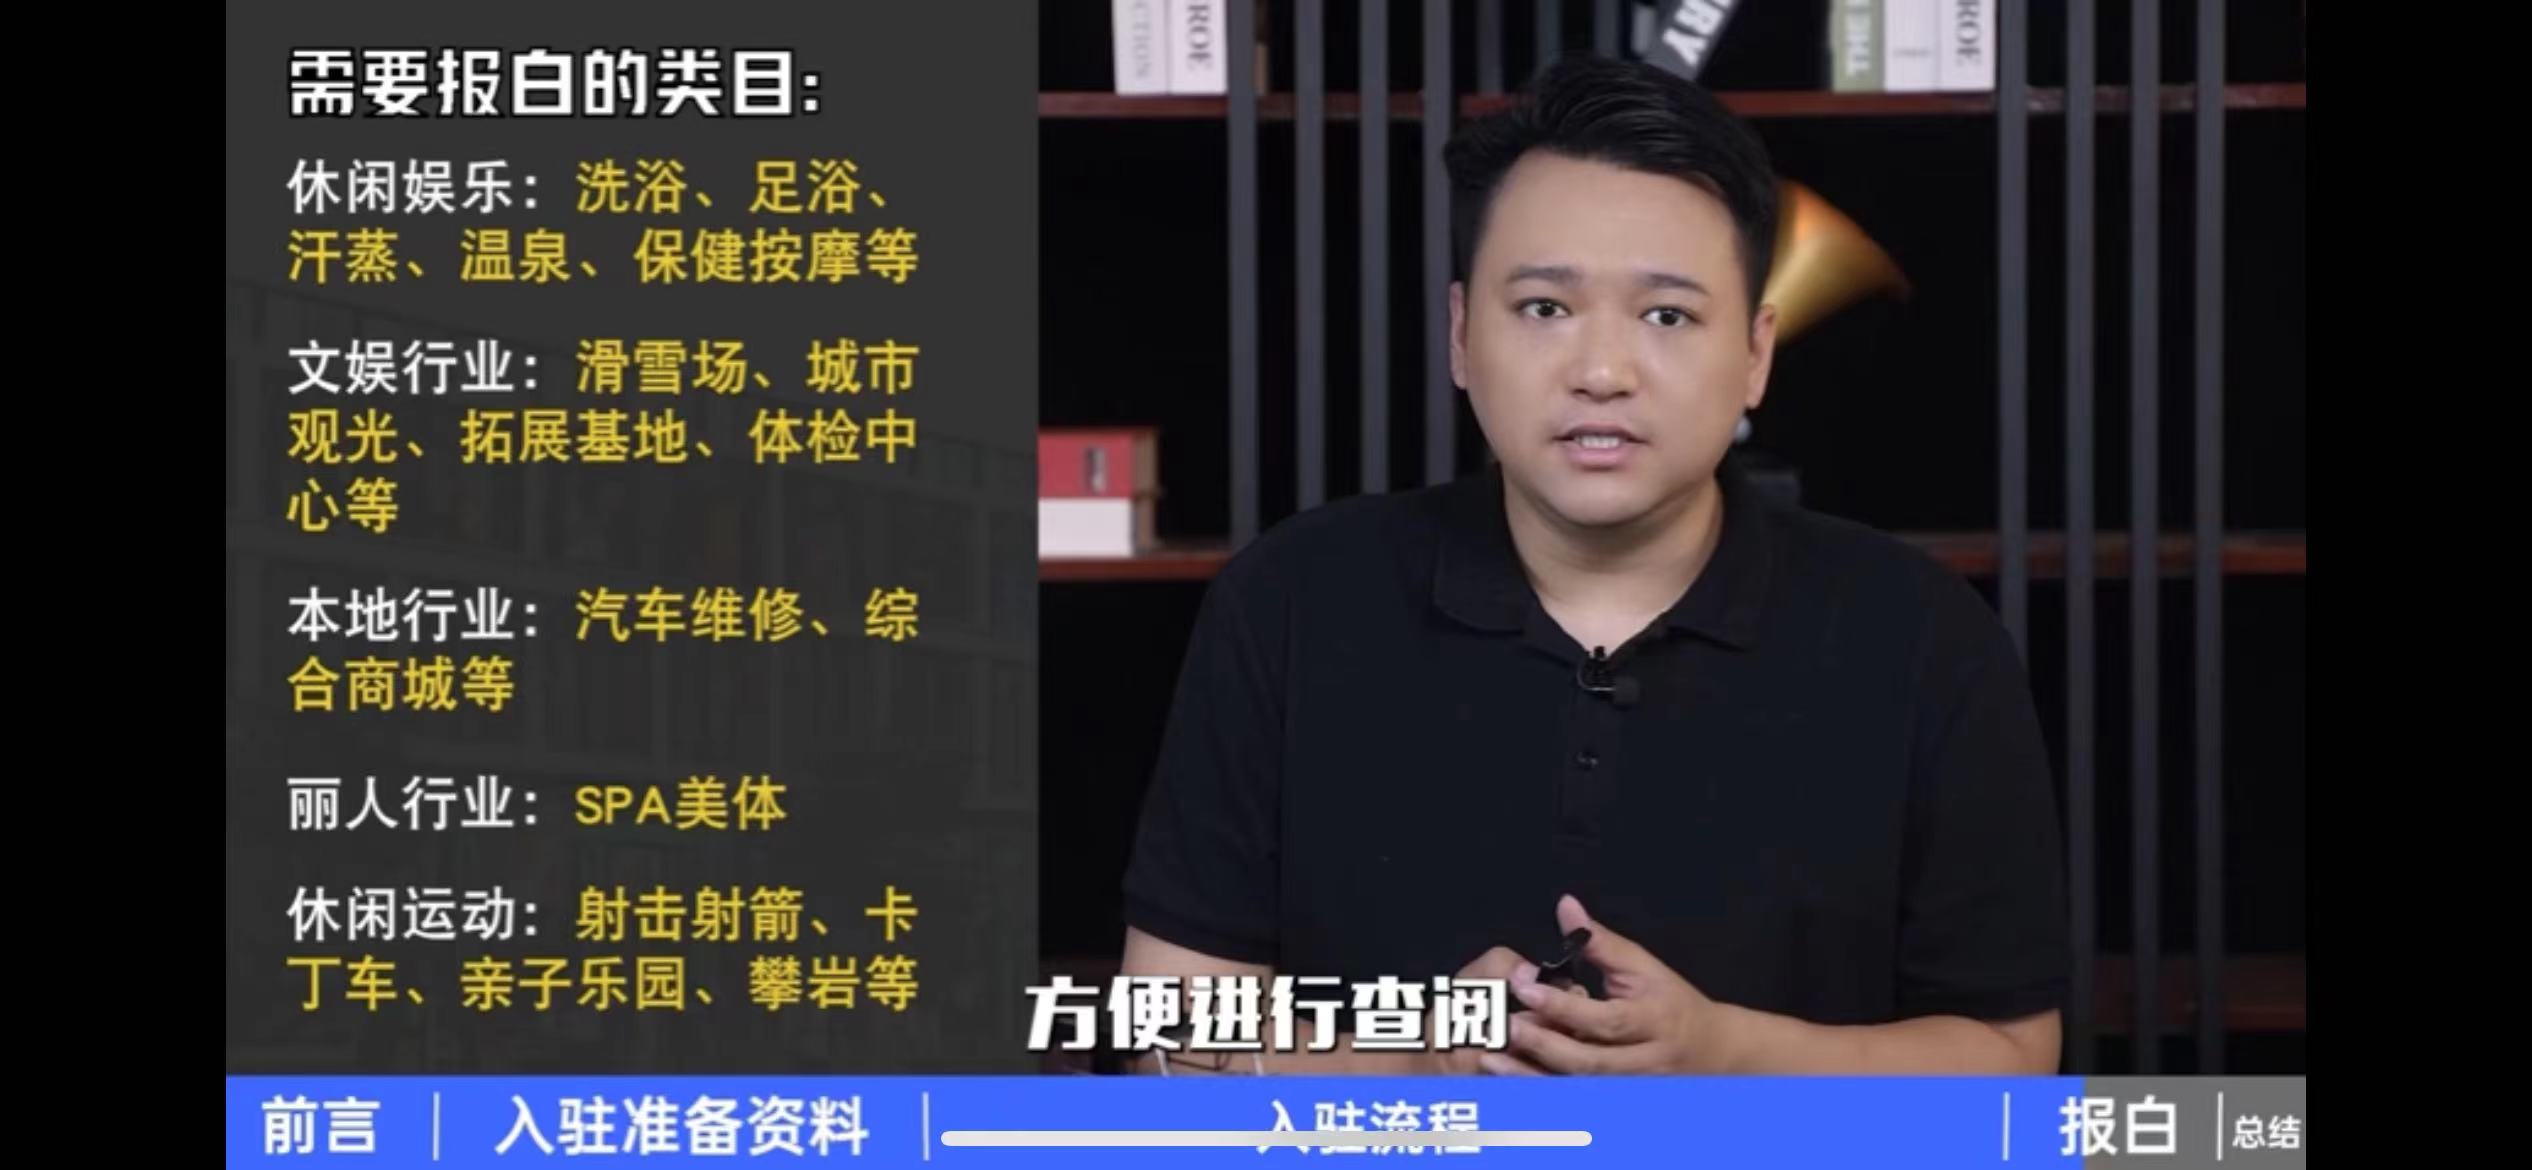 需要报白的类目:
休闲娱乐：洗浴、足浴、
汗蒸、温泉、保健按摩等
文娱行业：滑雪场、城市
观光、拓展基地、体检中
心等
本地行业：汽车维修、综
合商城等
丽人行业：SPA美体
休闲运动：射击射箭、卡
丁车、亲子乐园、攀岩等
CTION
ROE
RY
THE
ROE
方便进行查阅
前言
入驻准备资料
入驻流程
报白
总结